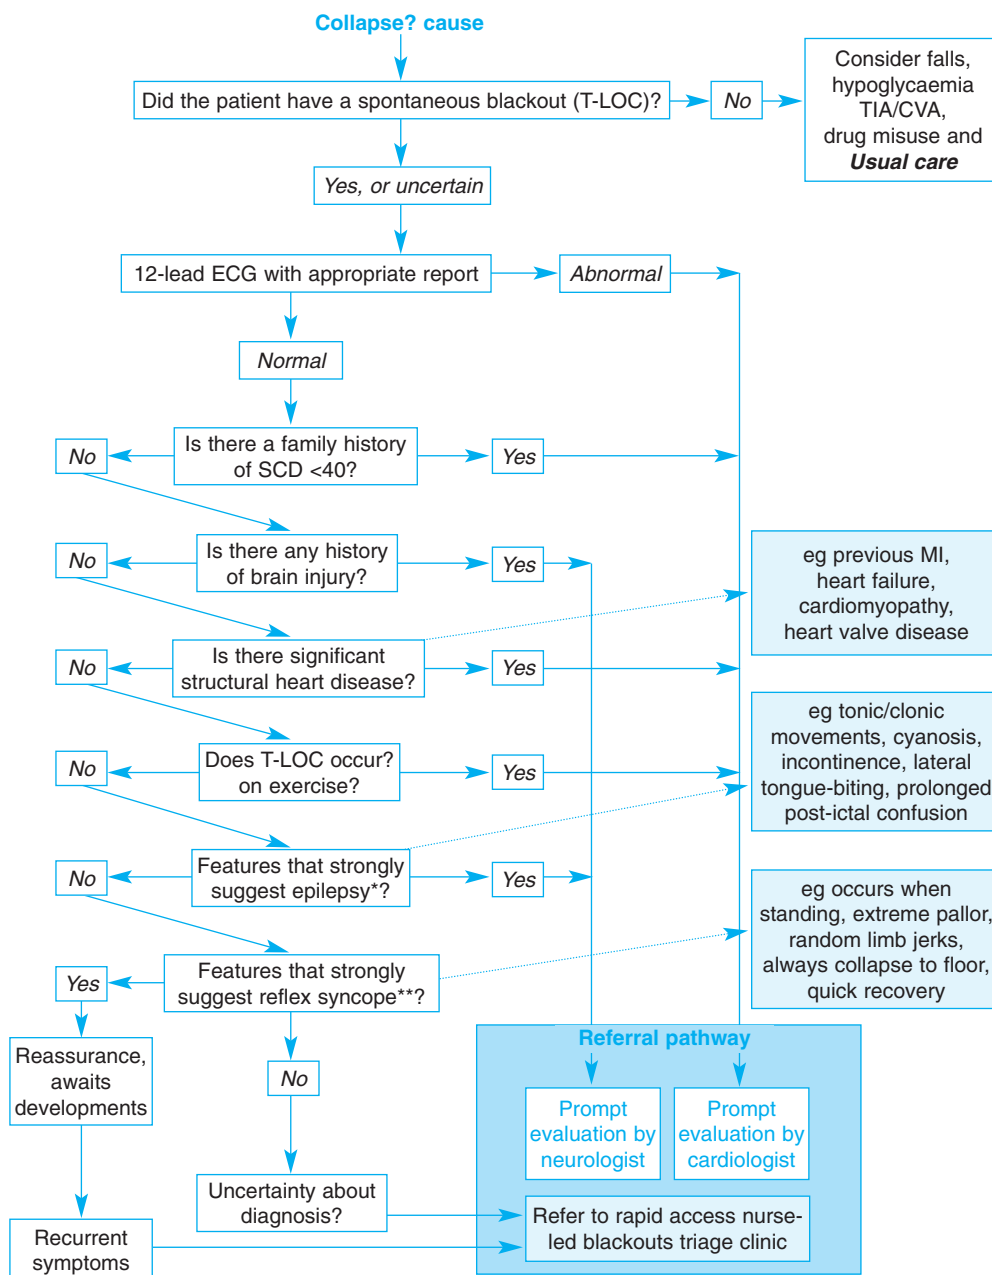 Collapse? cause
Did the patient have a spontaneous blackout (T-LOC)?
No
Consider falls,
hypoglycaemia
TIA/CVA,
drug misuse and
Usual care
Yes, or uncertain
12-lead ECG with appropriate report
Abnormal
Normal
No
Is there a family history
of SCD <40?
Yes
No
Is there any history
of brain injury?
Yes
eg previous MI,
heart failure,
cardiomyopathy,
heart valve disease
No
Is there significant
structural heart disease?
Yes
No
Does T-LOC occur?
on exercise?
Yes
eg tonic/clonic
movements, cyanosis,
incontinence, lateral
tongue-biting, prolonged
post-ictal confusion
No
Features that strongly
suggest epilepsy*?
Yes
eg occurs when
standing, extreme pallor,
random limb jerks,
always collapse to floor,
quick recovery
Yes
Features that strongly
suggest reflex syncope**?
Reassurance,
awaits
developments
No
Referral pathway
Prompt
evaluation by
neurologist
Prompt
evaluation by
cardiologist
Uncertainty about
diagnosis?
Refer to rapid access nurse-
led blackouts triage clinic
Recurrent
symptoms